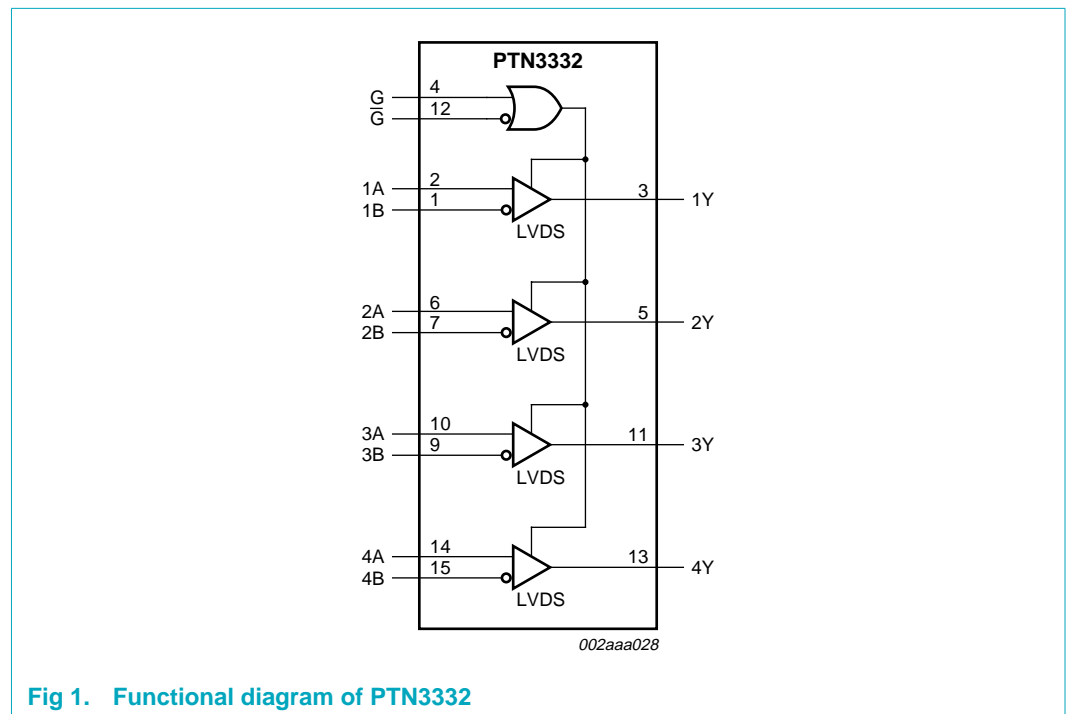 PTN3332
G 4
G̅ 12
1A 2
1B 1
3 1Y
LVDS
2A 6
2B 7
5 2Y
LVDS
3A 10
3B 9
11 3Y
LVDS
4A 14
4B 15
13 4Y
LVDS
002aaa028
Fig 1. Functional diagram of PTN3332